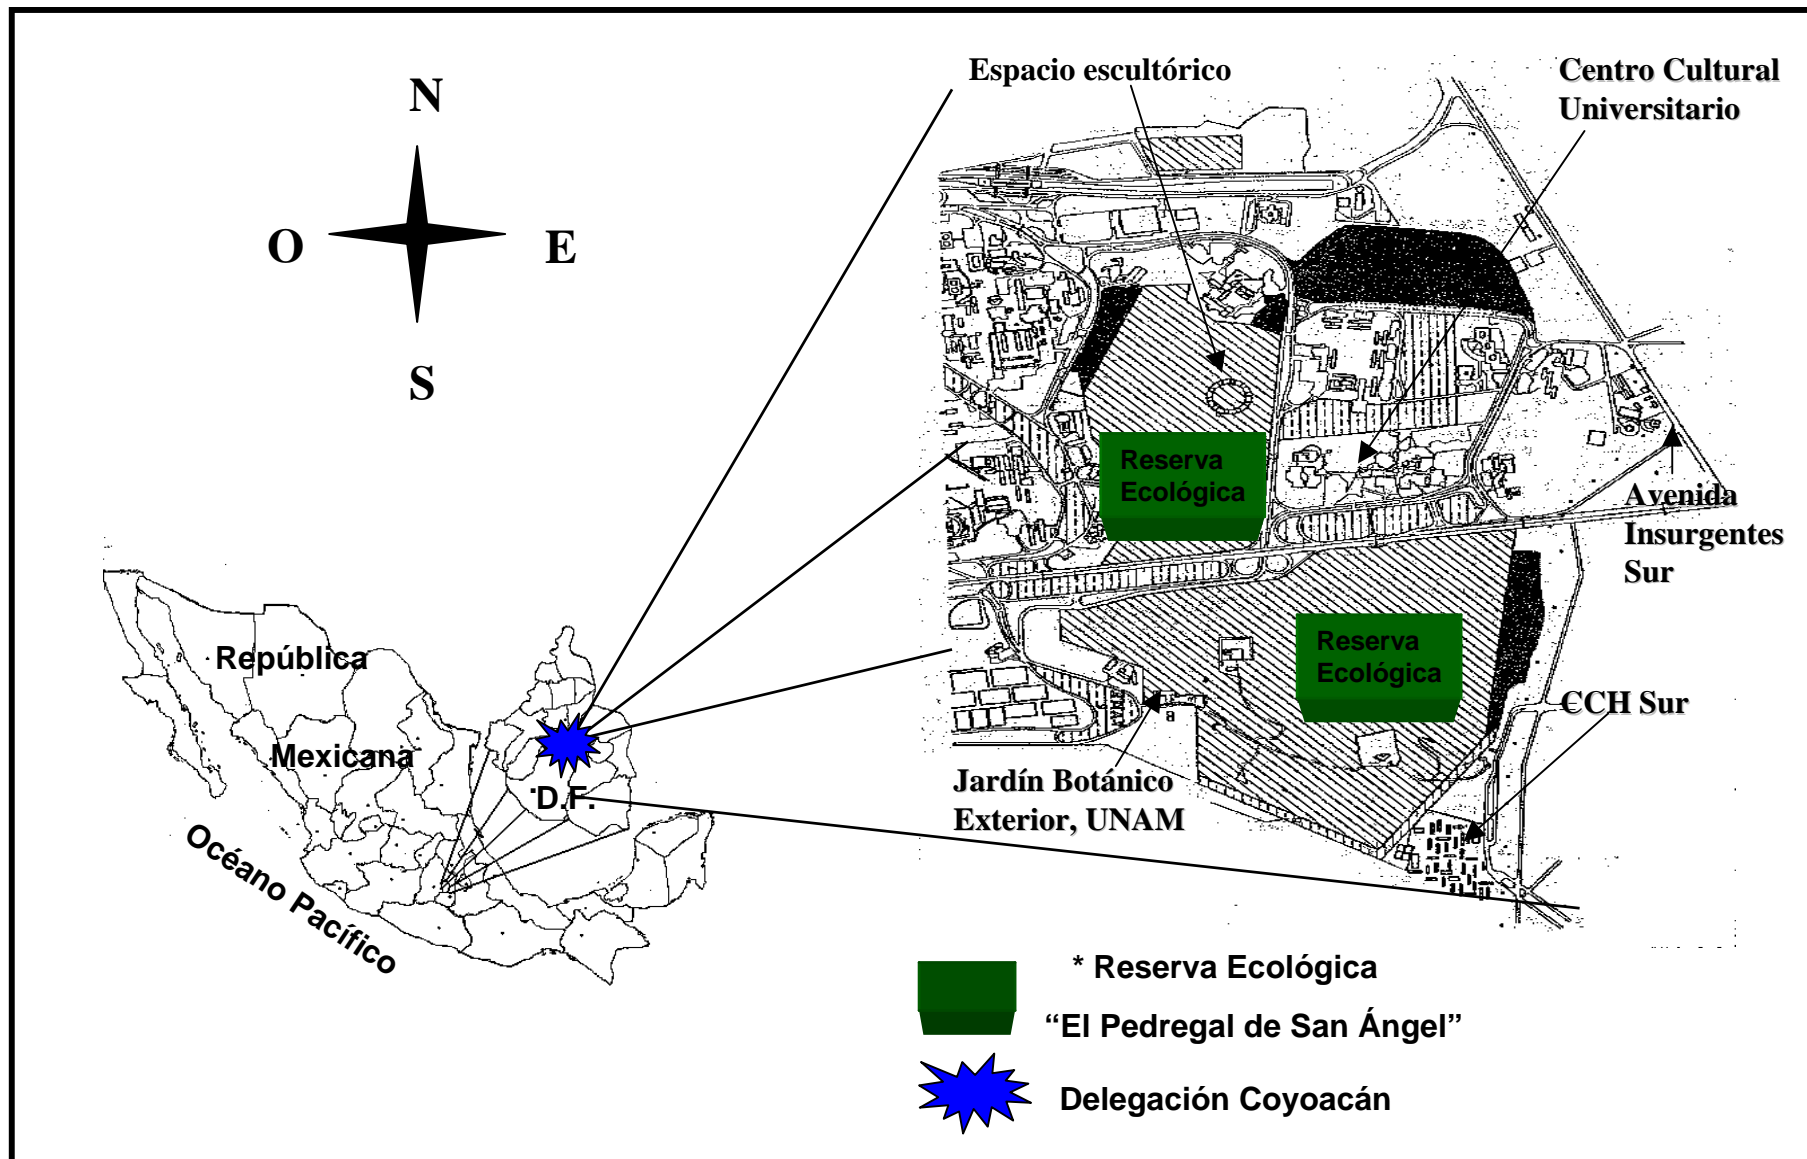 N
O
E
S
Espacio escultórico
Centro Cultural
Universitario
Reserva
Ecológica
Avenida
Insurgentes
Sur
Reserva
Ecológica
CCH Sur
Jardín Botánico
Exterior, UNAM
República
Mexicana
D.F.
Océano Pacífico
* Reserva Ecológica
“El Pedregal de San Ángel”
Delegación Coyoacán